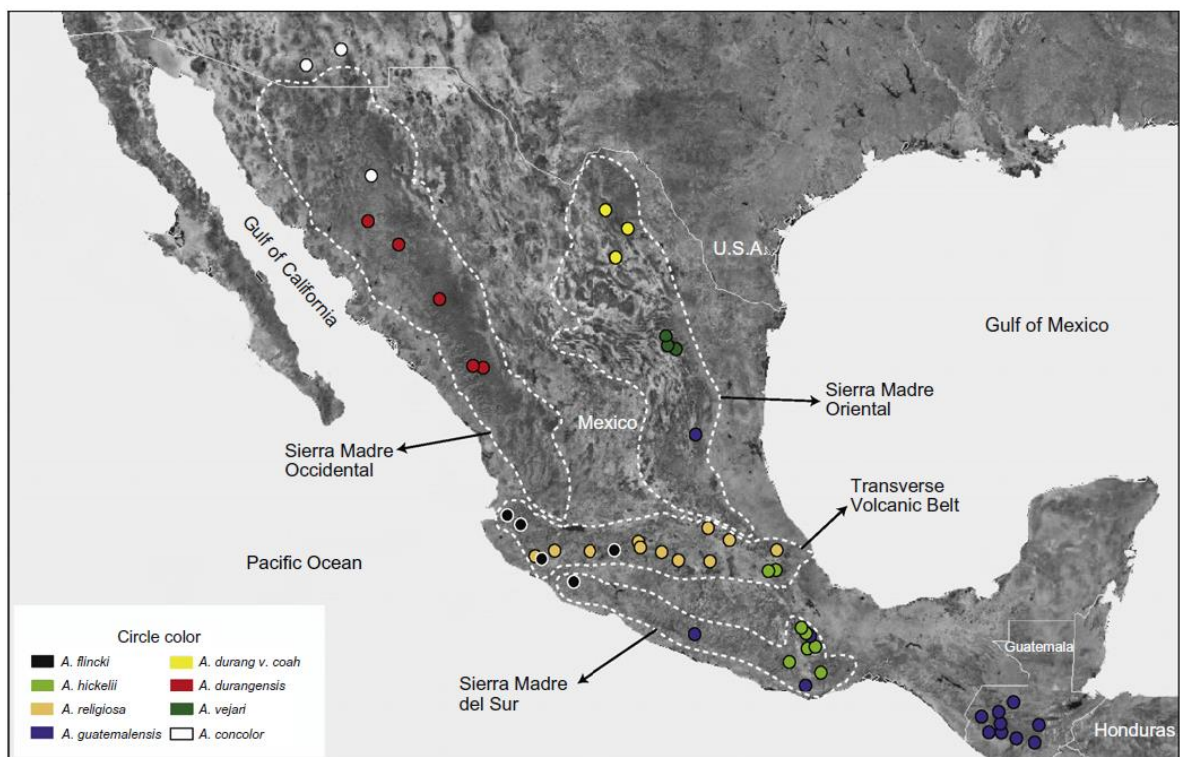 Gulf of California
U.S.A.
Gulf of Mexico
Sierra Madre
Oriental
Mexico
Sierra Madre
Occidental
Transverse
Volcanic Belt
Pacific Ocean
Circle color
A. flincki
A. durang v. coah
A. hickelii
A. durangensis
A. religiosa
A. vejari
A. guatemalensis
A. concolor
Sierra Madre
del Sur
Guatemala
Honduras